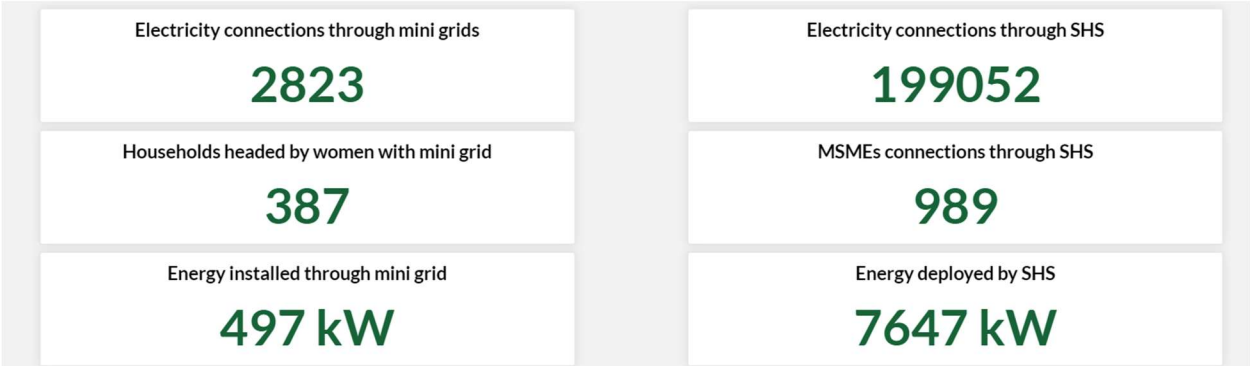 Electricity connections through mini grids
2823
Electricity connections through SHS
199052
Households headed by women with mini grid
387
MSMEs connections through SHS
989
Energy installed through mini grid
497 kW
Energy deployed by SHS
7647 kW